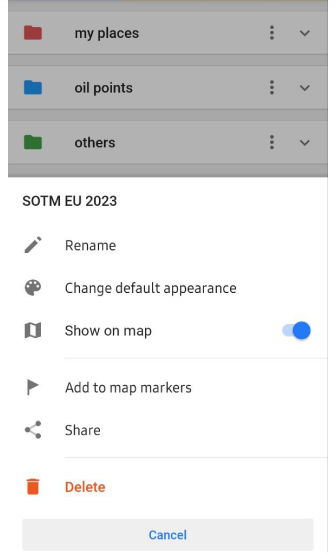 my places
oil points
others
SOTM EU 2023
Rename
Change default appearance
Show on map
Add to map markers
Share
Delete
Cancel